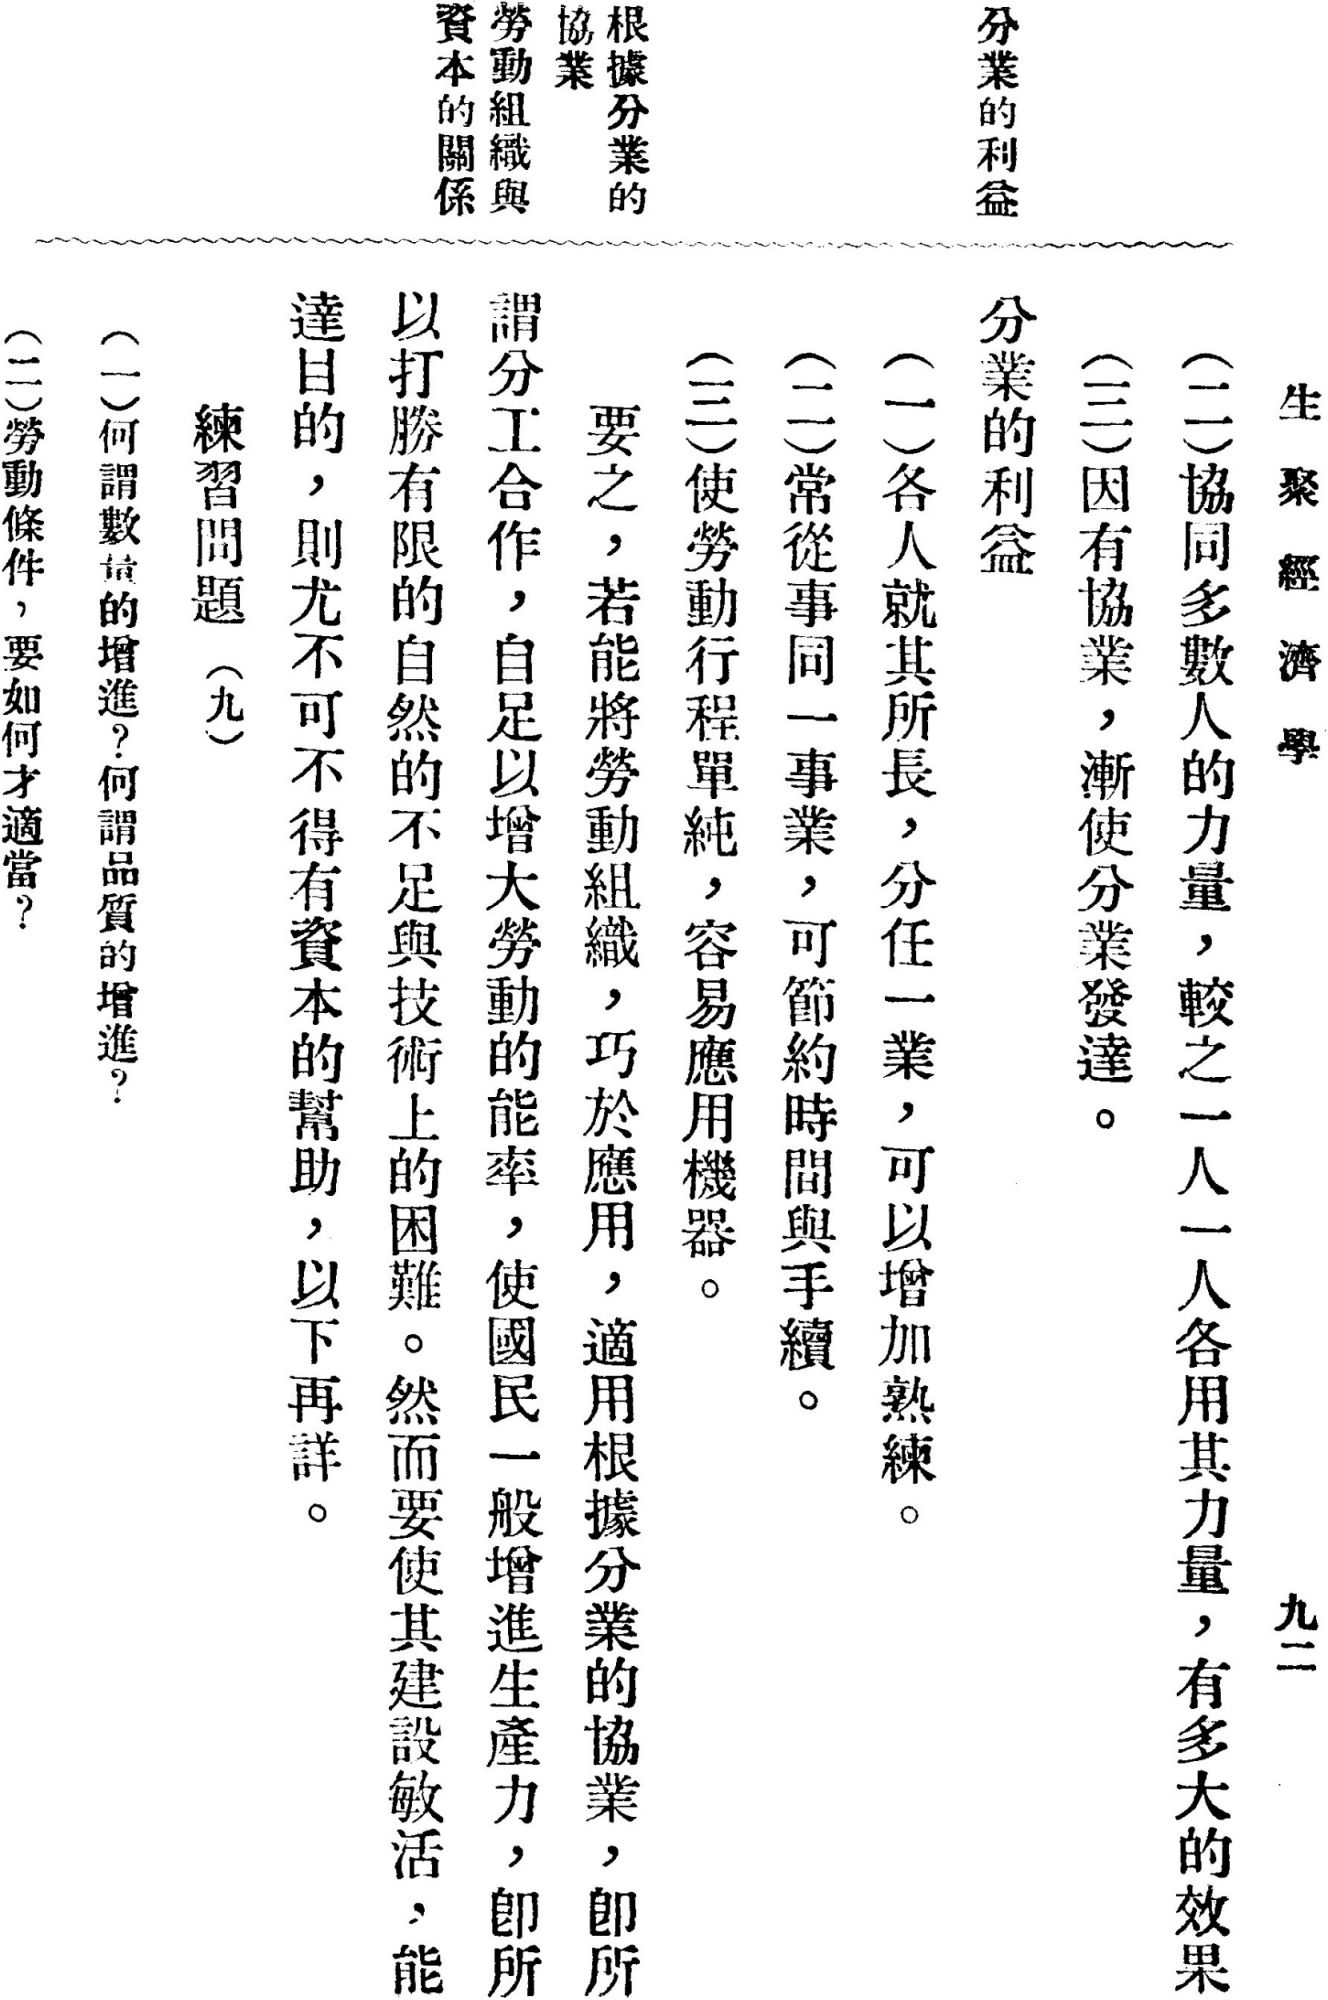 生聚經濟學　九二
（二）協同多數人的力量，較之一人一人各用其力量，有多大的效果
（三）因有協業，漸使分業發達。
分業的利益
分業的利益
（一）各人就其所長，分任一業，可以增加熟練。
（二）常從事同一事業，可節約時間與手續。
（三）使勞動行程單純，容易應用機器。
根據分業的
協業
要之，若能將勞動組織，巧於應用，適用根據分業的協業，卽所
謂分工合作，自足以增大勞動的能率，使國民一般增進生產力，卽所
勞動組織與
資本的關係
以打勝有限的自然的不足與技術上的困難。然而要使其建設敏活，能
達目的，則尤不可不得有資本的幫助，以下再詳。
練習問題（九）
（一）何謂數量的增進？何謂品質的增進？
（二）勞動條件，要如何才適當？